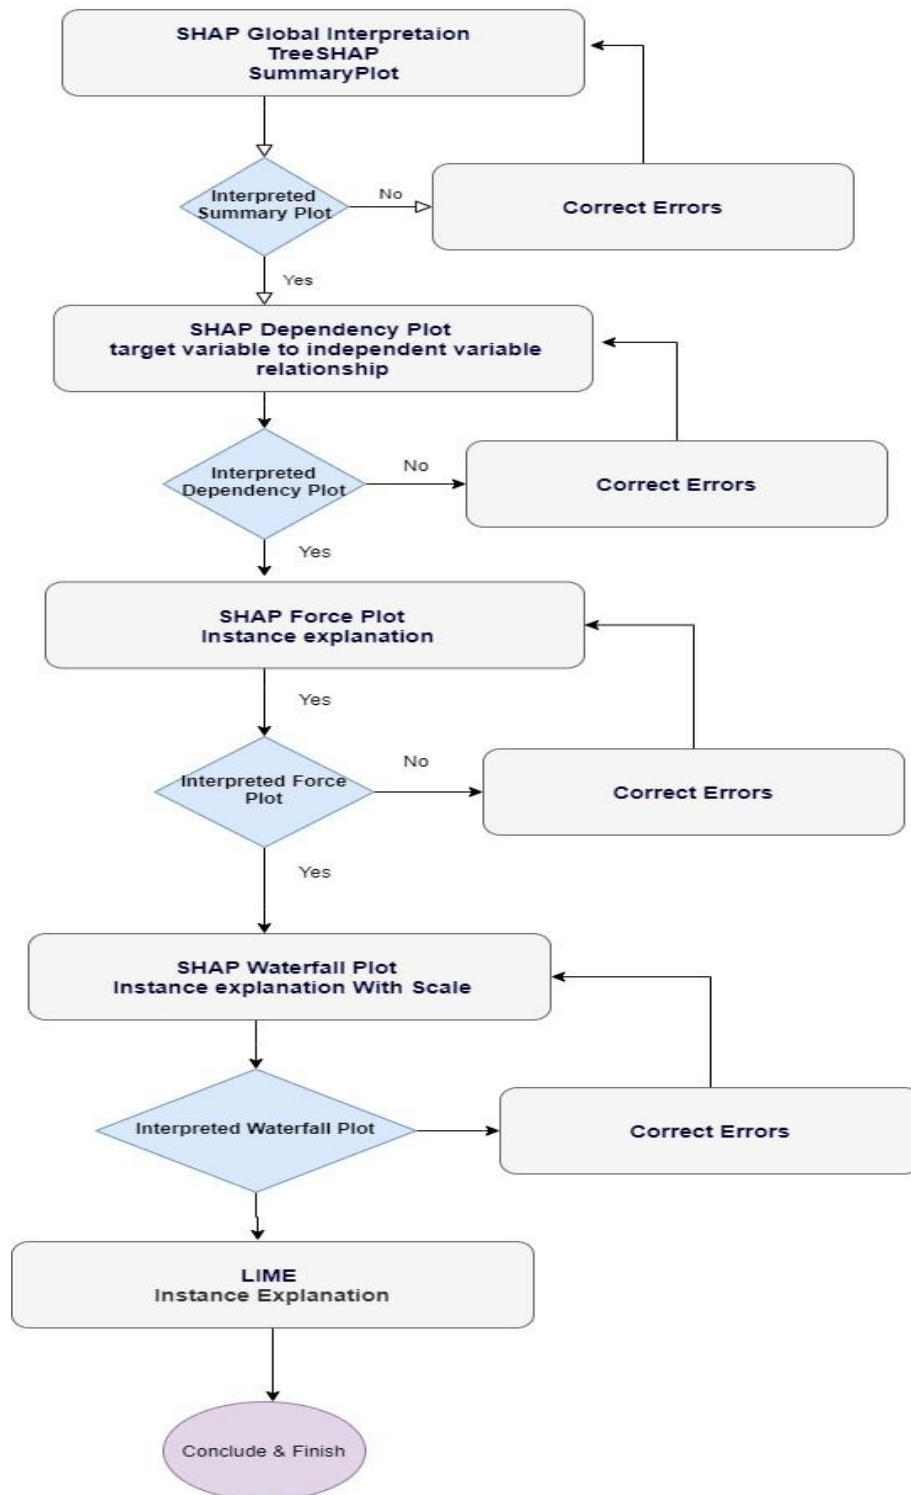 SHAP Global Interpretaion
TreeSHAP
SummaryPlot
Interpreted
Summary Plot
No
Correct Errors
Yes
SHAP Dependency Plot
target variable to independent variable
relationship
Interpreted
Dependency Plot
No
Correct Errors
Yes
SHAP Force Plot
Instance explanation
Yes
Interpreted Force
Plot
No
Correct Errors
Yes
SHAP Waterfall Plot
Instance explanation With Scale
Interpreted Waterfall Plot
Correct Errors
LIME
Instance Explanation
Conclude & Finish